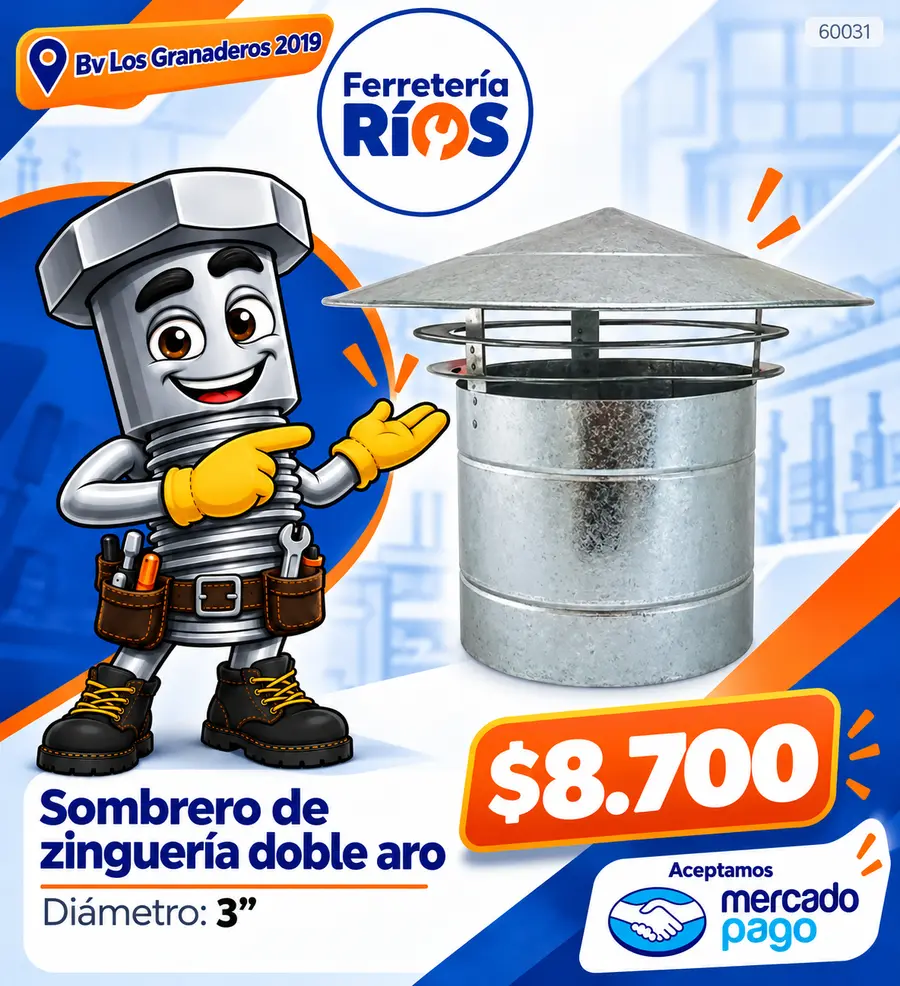 Bv Los Granaderos 2019
Ferretería
Ríos
60031
$8.700
Sombrero de
zinguería doble aro
Diámetro: 3”
Aceptamos
mercado
pago